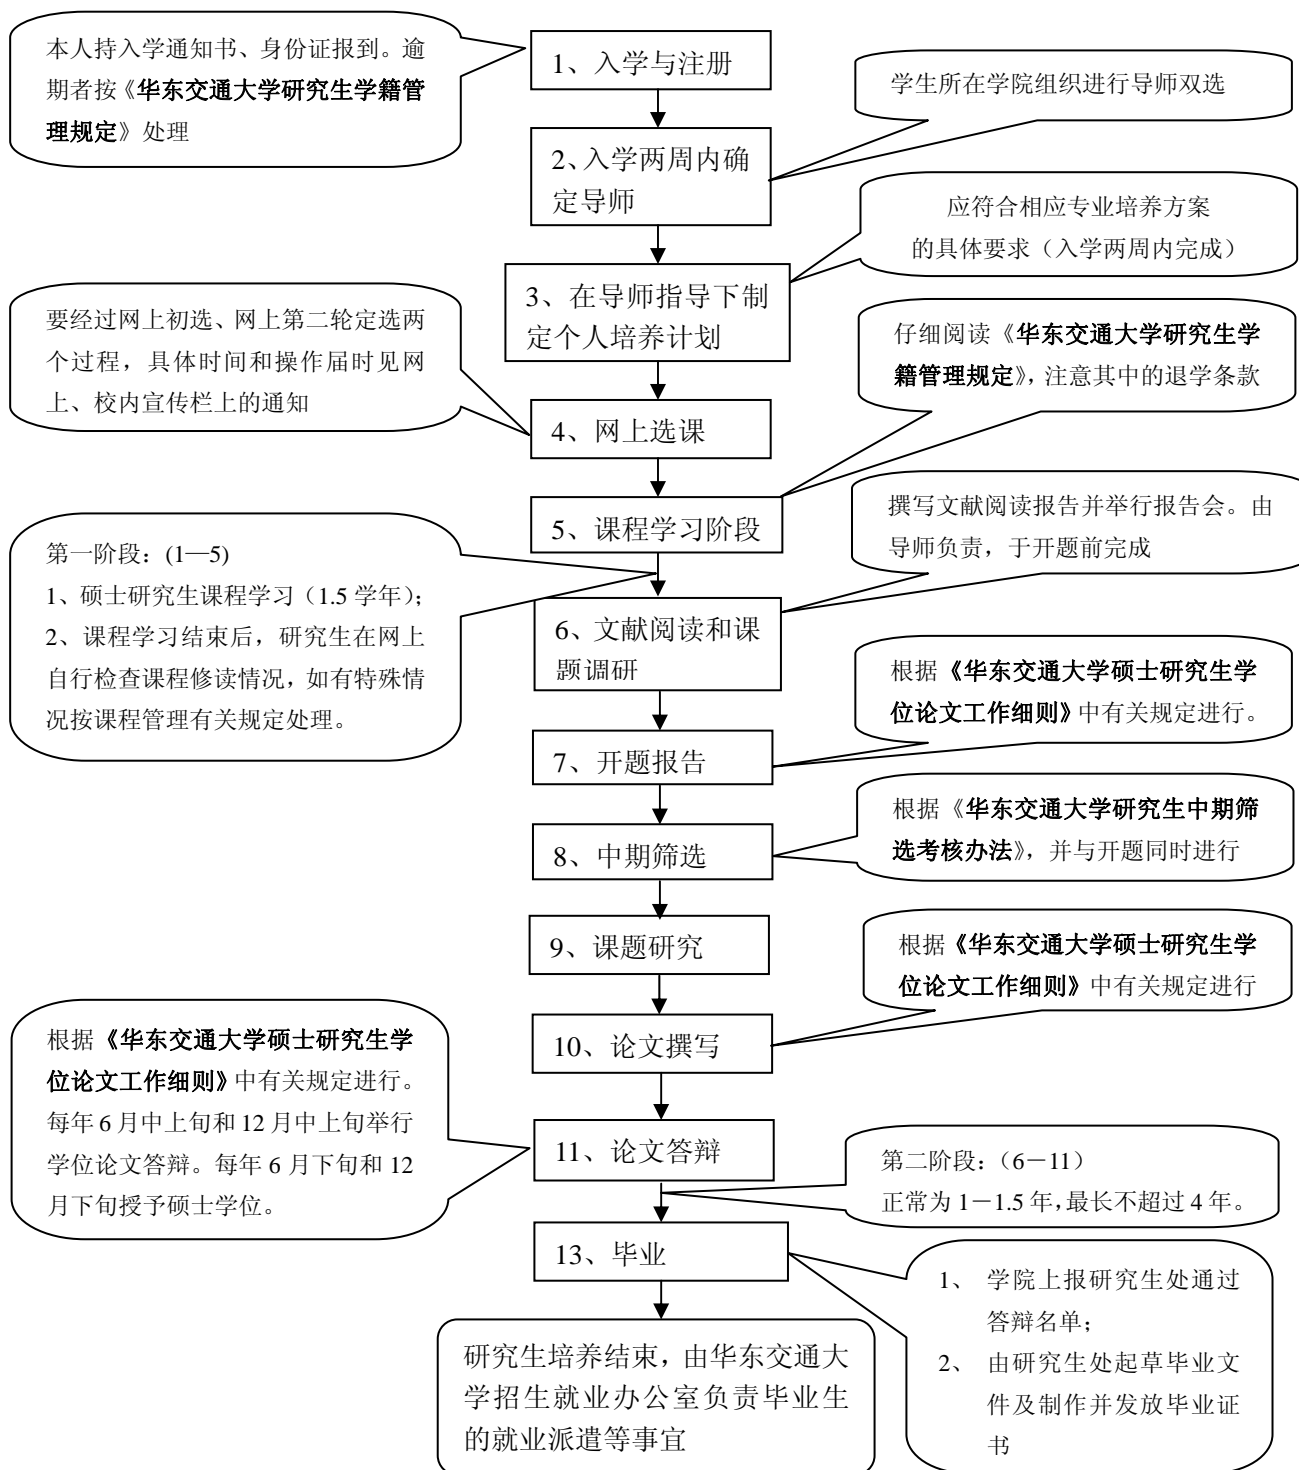 本人持入学通知书、身份证报到。逾
期者按《华东交通大学研究生学籍管
理规定》处理
1、入学与注册
学生所在学院组织进行导师双选
2、入学两周内确
定导师
应符合相应专业培养方案
的具体要求（入学两周内完成）
3、在导师指导下制
定个人培养计划
要经过网上初选、网上第二轮定选两
个过程，具体时间和操作届时见网
上、校内宣传栏上的通知
仔细阅读《华东交通大学研究生学
籍管理规定》，注意其中的退学条款
4、网上选课
5、课程学习阶段
撰写文献阅读报告并举行报告会。由
导师负责，于开题前完成
第一阶段：(1—5)
1、硕士研究生课程学习（1.5 学年）；
2、课程学习结束后，研究生在网上
自行检查课程修读情况，如有特殊情
况按课程管理有关规定处理。
6、文献阅读和课
题调研
根据《华东交通大学硕士研究生学
位论文工作细则》中有关规定进行。
7、开题报告
根据《华东交通大学研究生中期筛
选考核办法》，并与开题同时进行
8、中期筛选
9、课题研究
根据《华东交通大学硕士研究生学
位论文工作细则》中有关规定进行
10、论文撰写
根据《华东交通大学硕士研究生学
位论文工作细则》中有关规定进行。
每年 6 月中上旬和 12 月中上旬举行
学位论文答辩。每年 6 月下旬和 12
月下旬授予硕士学位。
11、论文答辩
第二阶段：（6－11）
正常为 1－1.5 年，最长不超过 4 年。
13、毕业
1、 学院上报研究生处通过
答辩名单；
2、 由研究生处起草毕业文
件及制作并发放毕业证
书
研究生培养结束，由华东交通大
学招生就业办公室负责毕业生
的就业派遣等事宜